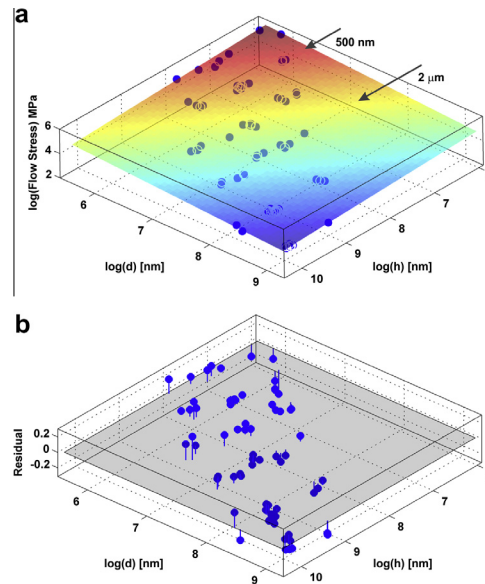 a
500 nm
2 μm
log(Flow Stress) MPa
6
4
2
6
7
8
9
10
9
8
7
log(d) [nm]
log(h) [nm]
b
Residual
0.2
0
-0.2
6
7
8
9
10
9
8
7
log(d) [nm]
log(h) [nm]